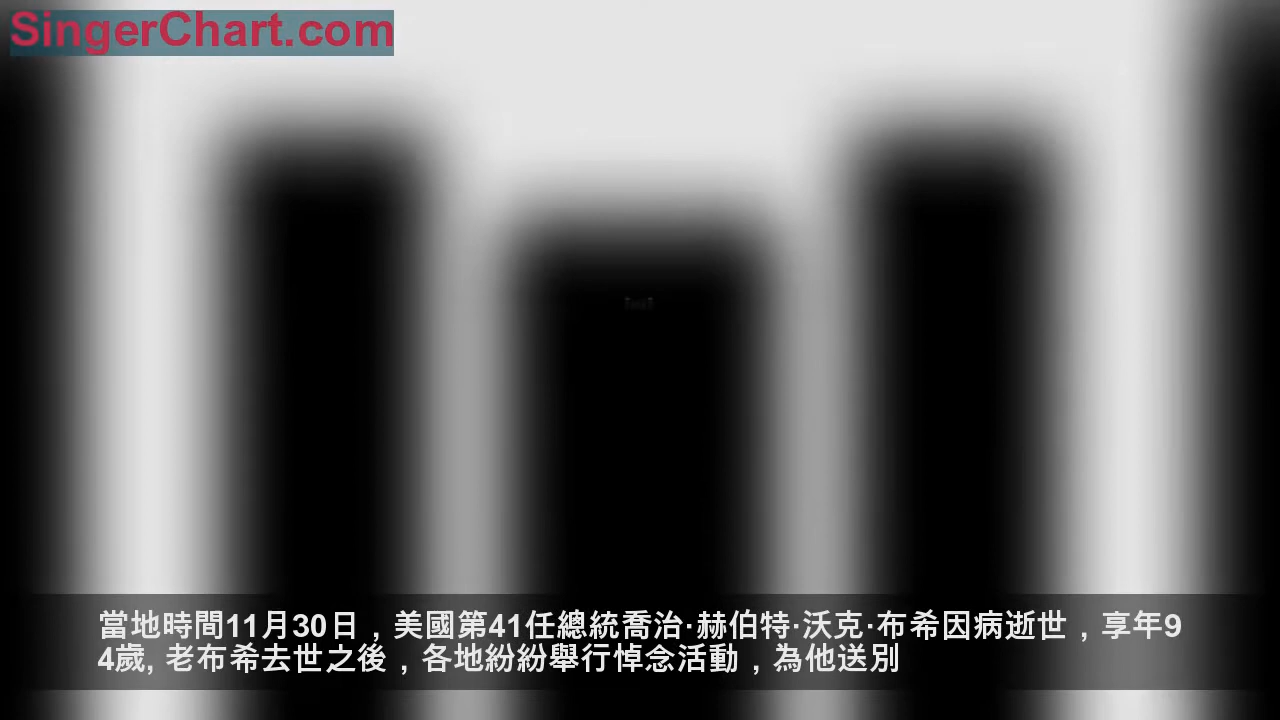 SingerChart.com
當地時間11月30日，美國第41任總統喬治·赫伯特·沃克·布希因病逝世，享年9
4歲, 老布希去世之後，各地紛紛舉行悼念活動，為他送別